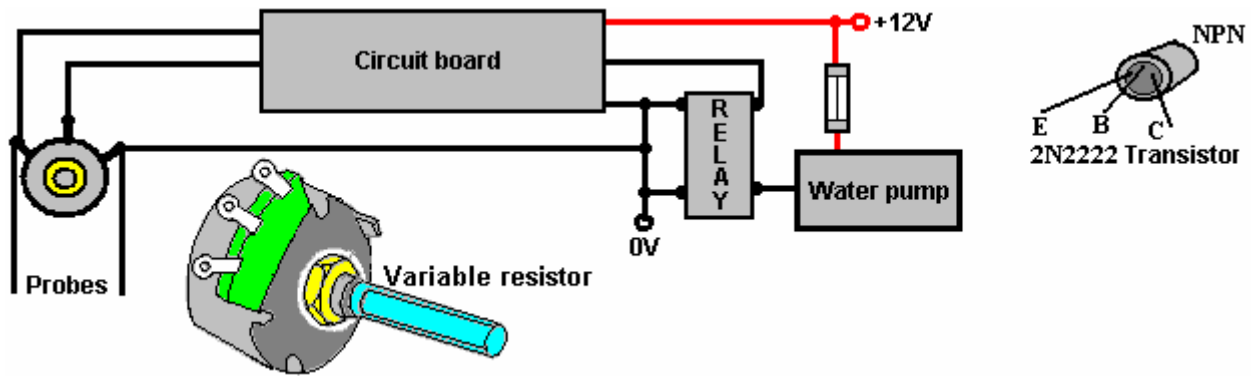 +12V
NPN
Circuit board
RELAY
E B C
2N2222 Transistor
Water pump
0V
Probes
Variable resistor